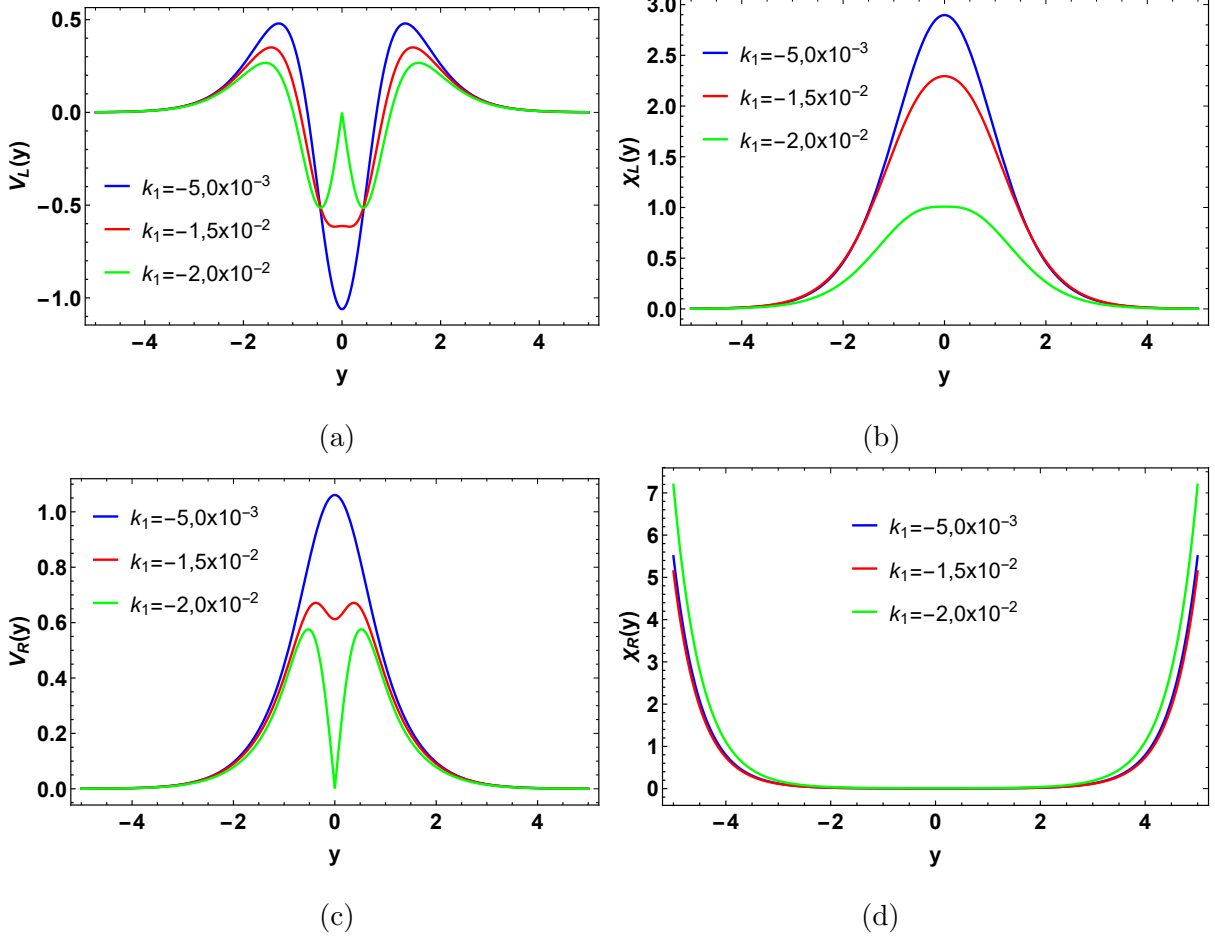 0.5
0.0
−0.5
−1.0
V_L(y)
k₁=−5,0x10⁻³
k₁=−1,5x10⁻²
k₁=−2,0x10⁻²
−4 −2 0 2 4
y
(a)
3.0
2.5
2.0
1.5
1.0
0.5
0.0
χ_L(y)
k₁=−5,0x10⁻³
k₁=−1,5x10⁻²
k₁=−2,0x10⁻²
−4 −2 0 2 4
y
(b)
1.0
0.8
0.6
0.4
0.2
0.0
V_R(y)
k₁=−5,0x10⁻³
k₁=−1,5x10⁻²
k₁=−2,0x10⁻²
−4 −2 0 2 4
y
(c)
7
6
5
4
3
2
1
0
χ_R(y)
k₁=−5,0x10⁻³
k₁=−1,5x10⁻²
k₁=−2,0x10⁻²
−4 −2 0 2 4
y
(d)